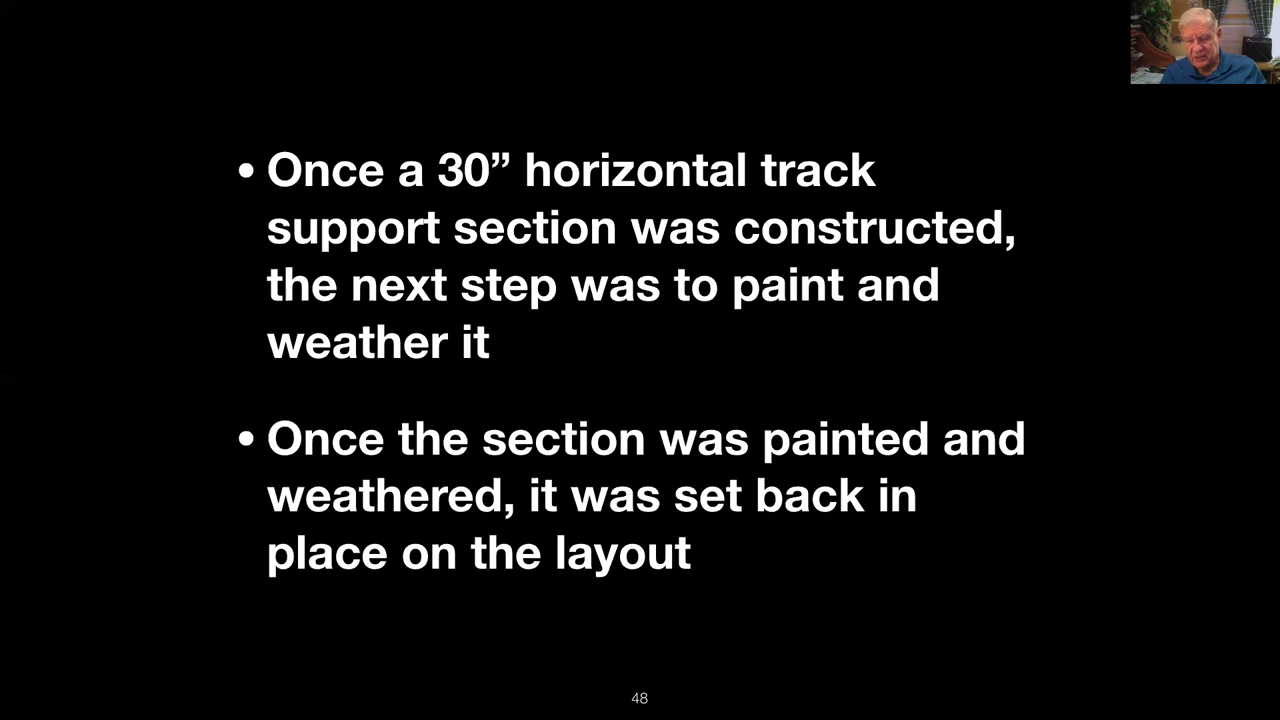 • Once a 30” horizontal track
support section was constructed,
the next step was to paint and
weather it
• Once the section was painted and
weathered, it was set back in
place on the layout
48